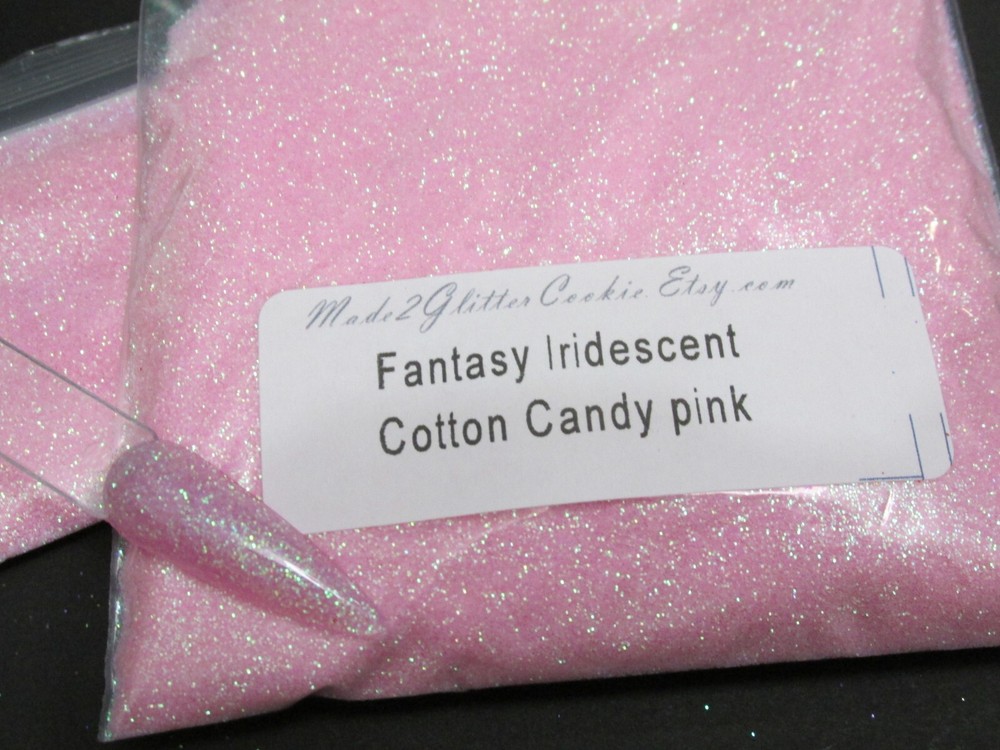 Made2GlitterCookie.Etsy.com
Fantasy Iridescent
Cotton Candy pink